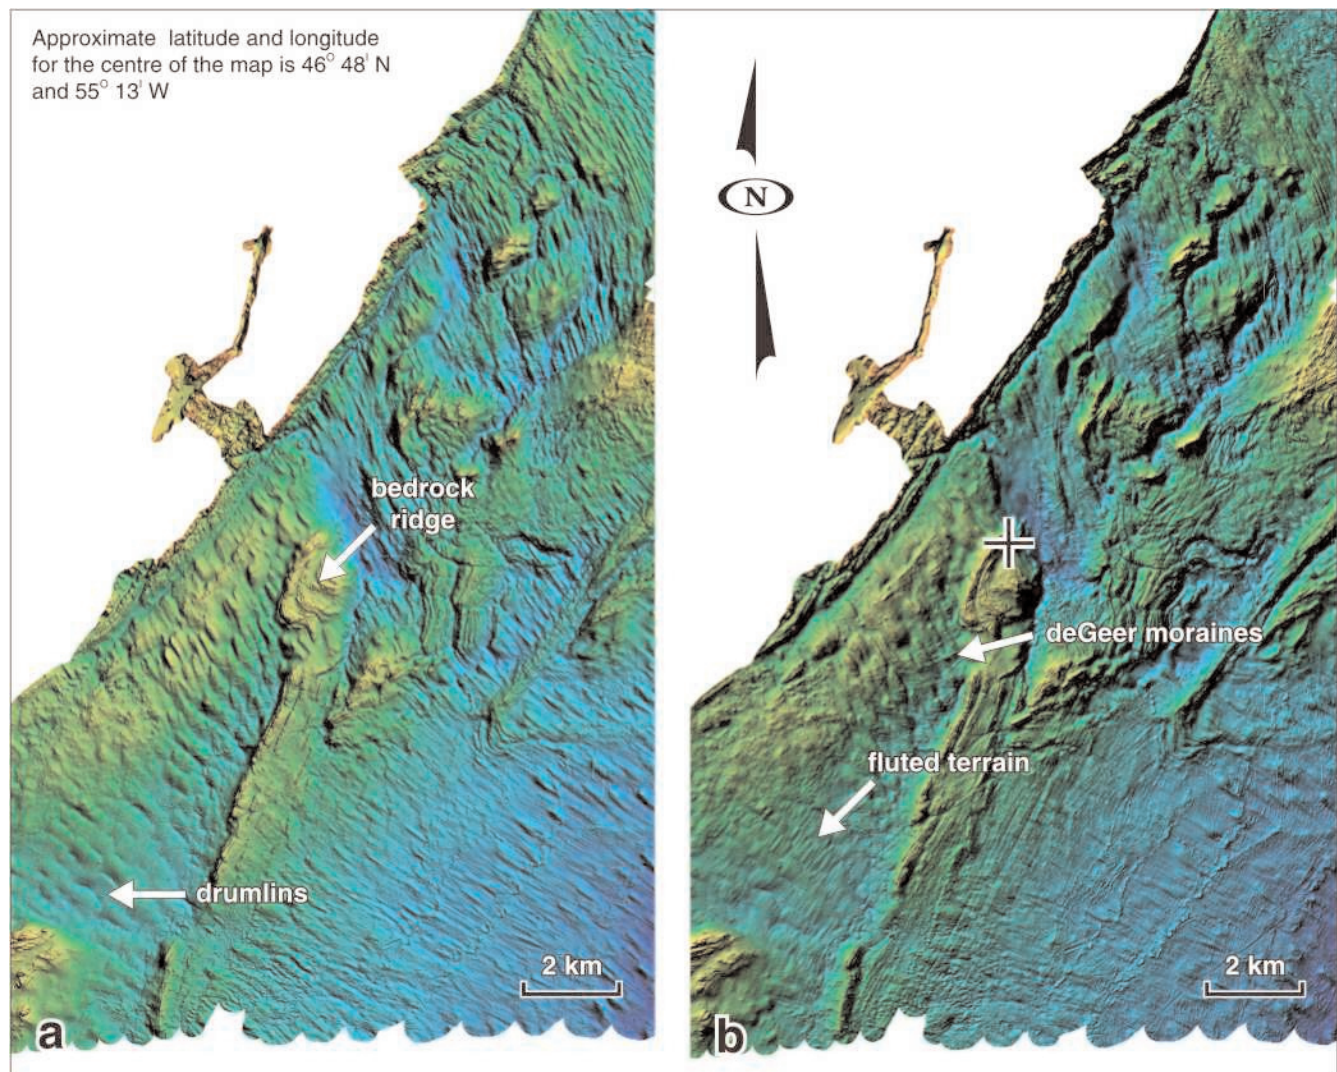 Approximate latitude and longitude
for the centre of the map is 46° 48' N
and 55° 13' W
N
bedrock
ridge
deGeer moraines
fluted terrain
drumlins
2 km
2 km
a
b